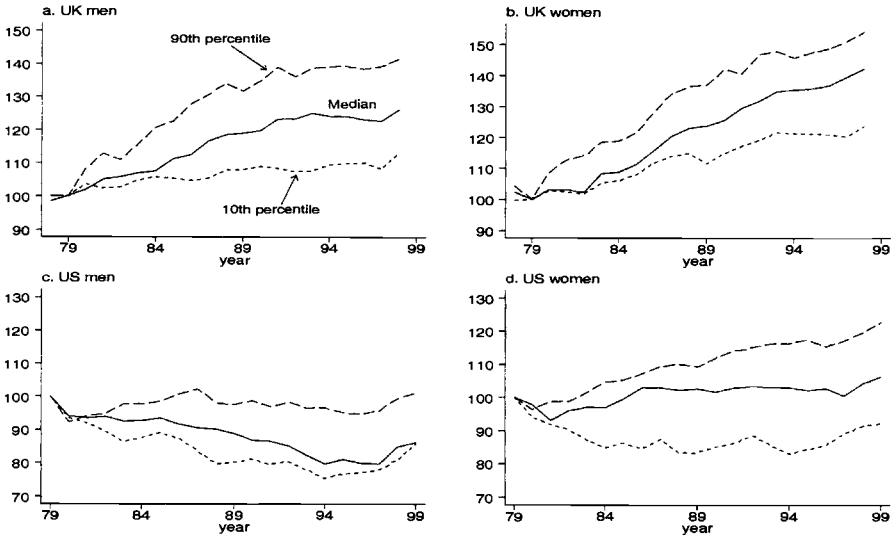 a. UK men
150
140
130
120
110
100
90
90th percentile
Median
10th percentile
79 84 89 94 99
year
b. UK women
150
140
130
120
110
100
90
79 84 89 94 99
year
c. US men
130
120
110
100
90
80
70
79 84 89 94 99
year
d. US women
130
120
110
100
90
80
70
79 84 89 94 99
year